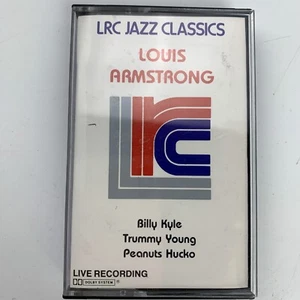 LRC JAZZ CLASSICS
LOUIS
ARMSTRONG
lrc
Billy Kyle
Trummy Young
Peanuts Hucko
LIVE RECORDING
DOLBY SYSTEM